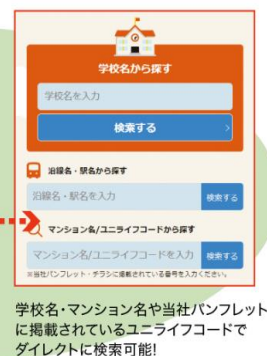 学校名から探す
学校名を入力
検索する
沿線名・駅名から探す
沿線名・駅名を入力
検索する
マンション名/ユニライフコードから探す
マンション名/ユニライフコードを入力
検索する
※当社パンフレット・チラシに掲載されている番号を入力ください。
学校名・マンション名や当社パンフレット
に掲載されているユニライフコードで
ダイレクトに検索可能!